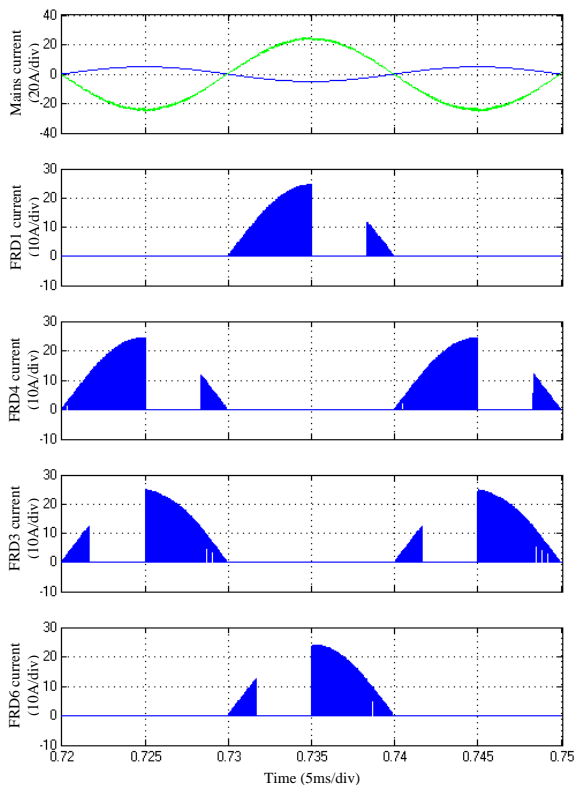 40
20
0
-20
-40
Mains current
(20A/div)
30
20
10
0
-10
FRD1 current
(10A/div)
30
20
10
0
-10
FRD4 current
(10A/div)
30
20
10
0
-10
FRD3 current
(10A/div)
30
20
10
0
-10
FRD6 current
(10A/div)
0.72 0.725 0.73 0.735 0.74 0.745 0.75
Time (5ms/div)